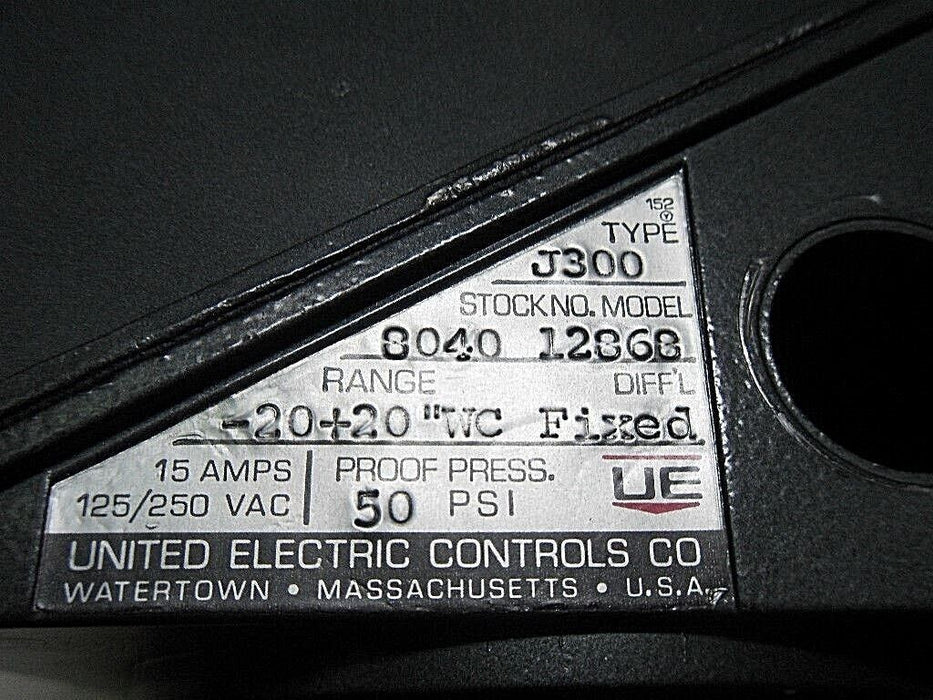 152
TYPE
J300
STOCK NO. MODEL
8040 12868
RANGE DIFF'L
-20+20 "WC Fixed
15 AMPS
125/250 VAC
PROOF PRESS.
50 PSI
UE
UNITED ELECTRIC CONTROLS CO
WATERTOWN • MASSACHUSETTS • U.S.A.